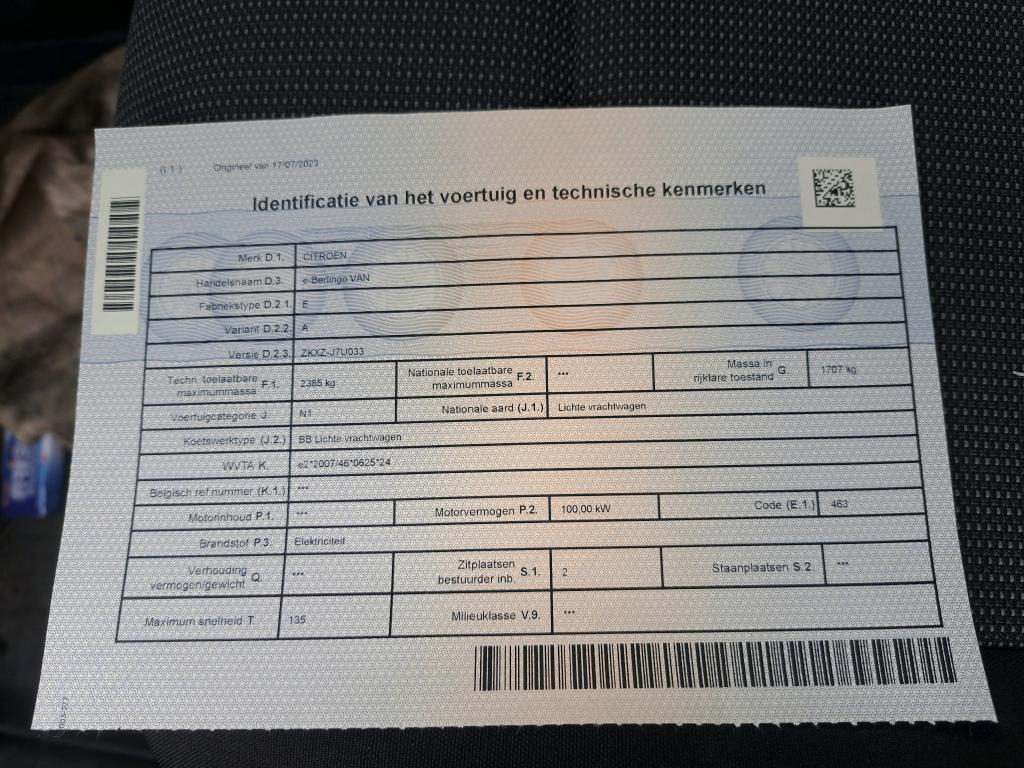 (I.1) Origineel van 17/07/2023
Identificatie van het voertuig en technische kenmerken
Merk D.1. CITROEN
Handelsnaam D.3. e-Berlingo VAN
Fabriekstype D.2.1. E
Variant D.2.2. A
Versie D.2.3. ZKXZ-J7U033
Techn. toelaatbare maximummassa F.1. 2385 kg Nationale toelaatbare maximummassa F.2. *** Massa in rijklare toestand G. 1707 kg
Voertuigcategorie J. N1 Nationale aard (J.1.) Lichte vrachtwagen
Koetswerktype (J.2.) BB Lichte vrachtwagen
WVTA K. e2*2007/46*0625*24
Belgisch ref.nummer (K.1.) ***
Motorinhoud P.1. *** Motorvermogen P.2. 100,00 kW Code (E.1.) 463
Brandstof P.3. Elektriciteit
Verhouding vermogen/gewicht Q. *** Zitplaatsen bestuurder inb. S.1. 2 Staanplaatsen S.2. ***
Maximum snelheid T. 135 Milieuklasse V.9. ***